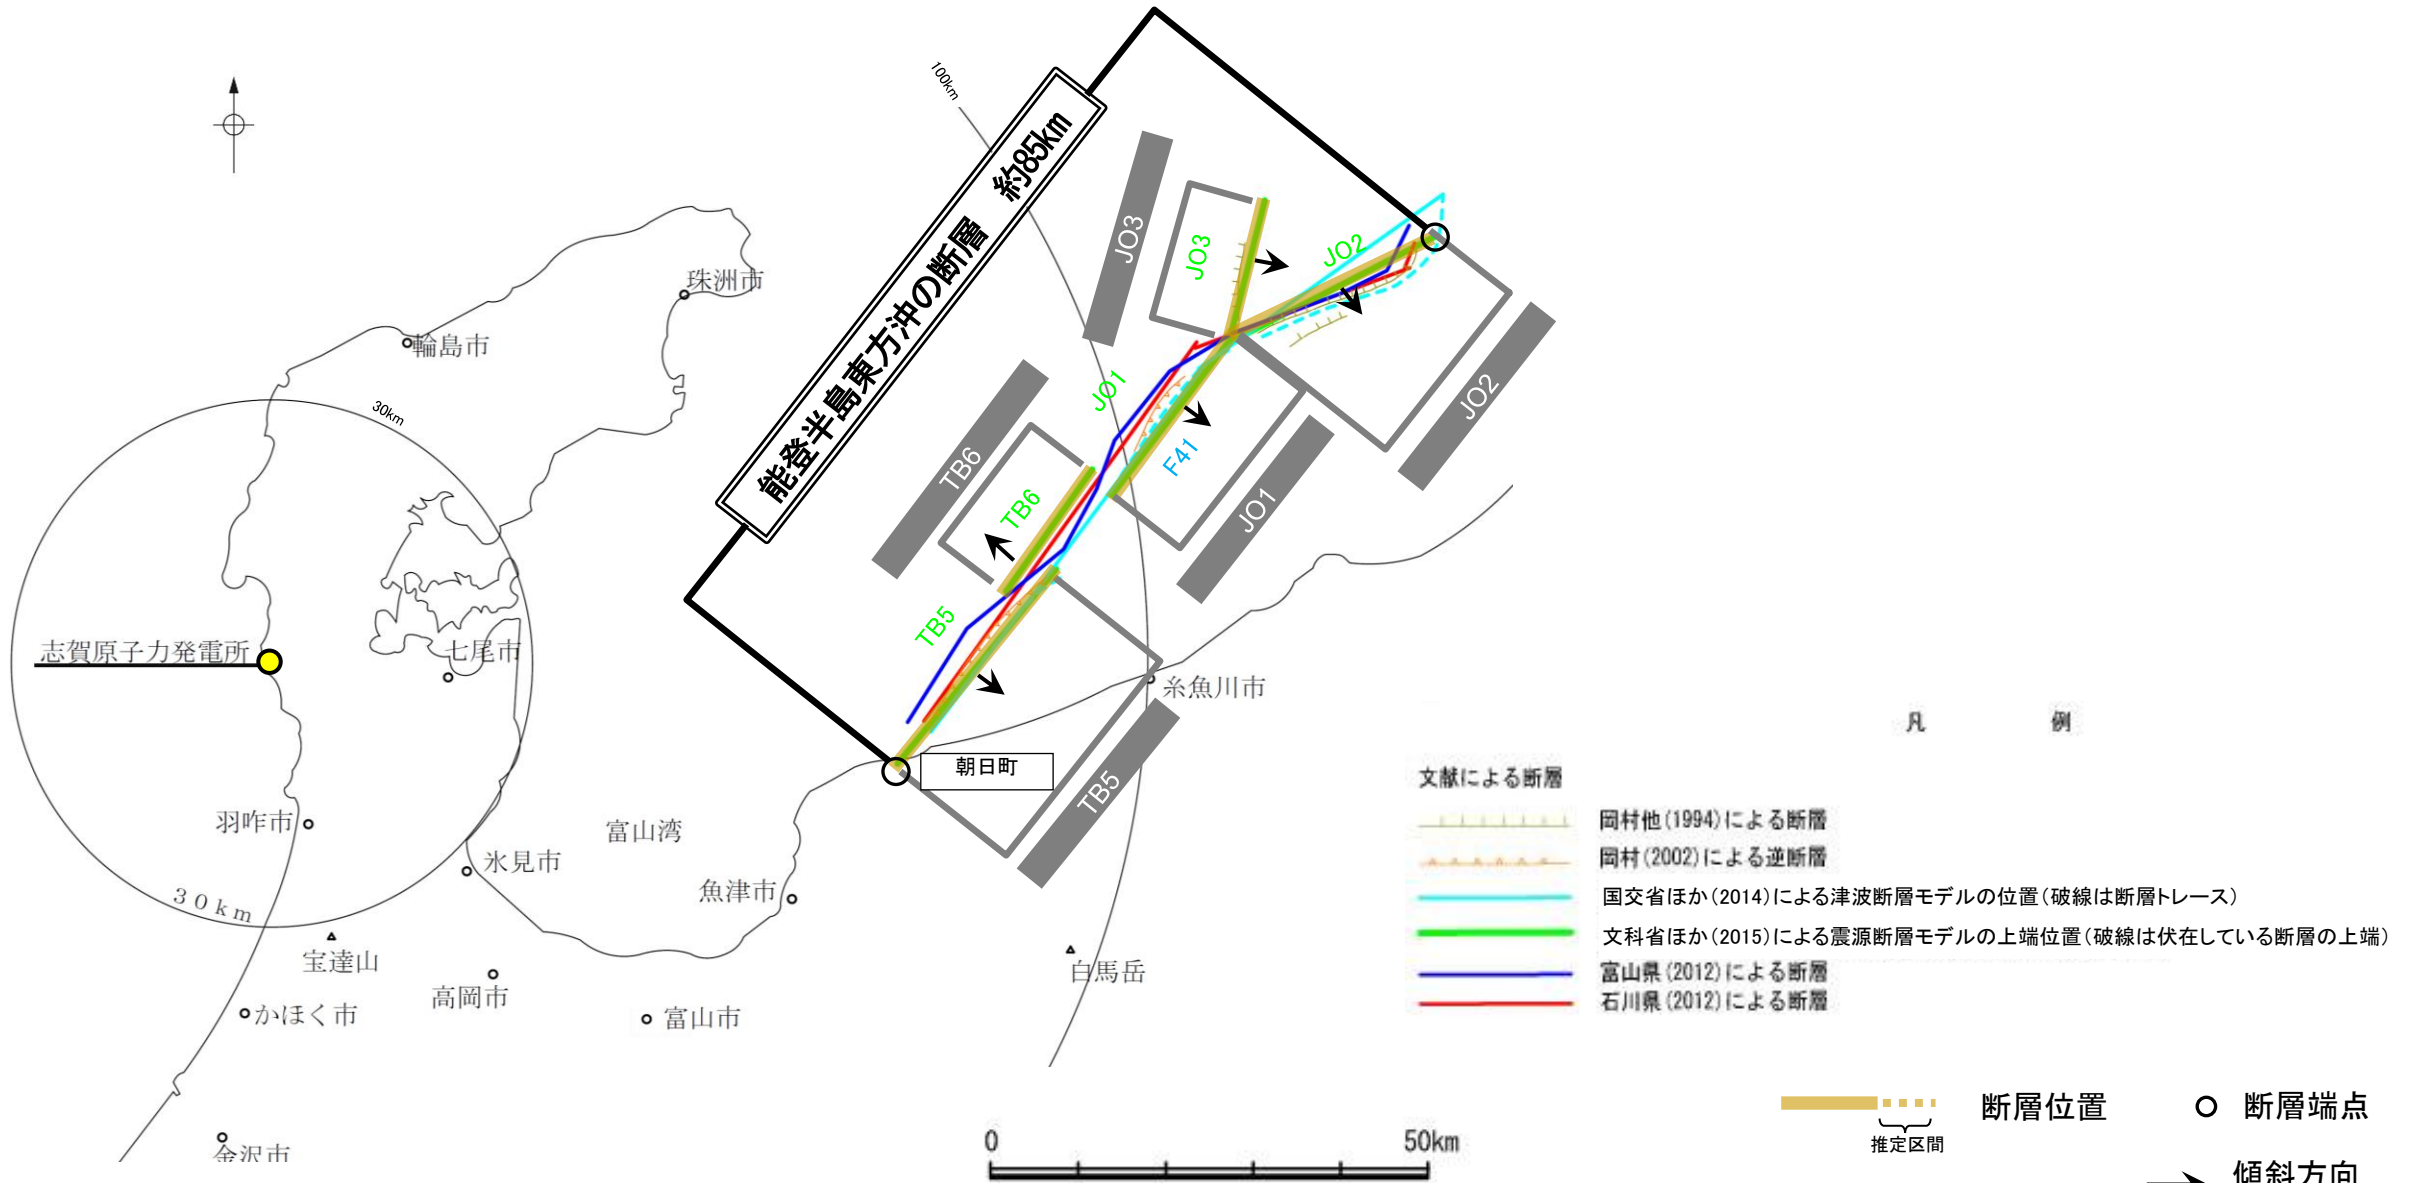 100km
能登半島東方沖の断層 約85km
JO3
JO3
JO2
JO2
珠洲市
輪島市
30km
JO1
F41
JO1
TB6
TB6
TB5
TB5
志賀原子力発電所
七尾市
糸魚川市
朝日町
羽咋市
富山湾
氷見市
魚津市
30km
宝達山
高岡市
白馬岳
かほく市
富山市
金沢市
凡例
文献による断層
岡村他(1994)による断層
岡村(2002)による逆断層
国交省ほか(2014)による津波断層モデルの位置(破線は断層トレース)
文科省ほか(2015)による震源断層モデルの上端位置(破線は伏在している断層の上端)
富山県(2012)による断層
石川県(2012)による断層
断層位置
断層端点
推定区間
傾斜方向
0 50km